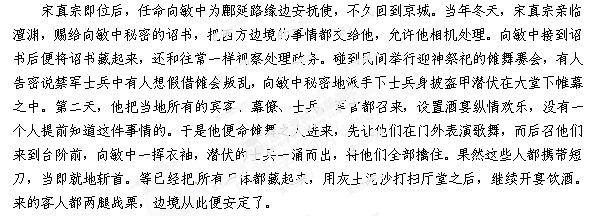 宋真宗即位后，任命向敏中为鄜延路缘边安抚使，不久回到京城。当年冬天，宋真宗亲临
澶渊，赐给向敏中秘密的诏书，把西方边境的事情都交给他，允许他相机处理。向敏中接到诏
书后便将诏书藏起来，还和往常一样视察处理政务。碰到民间举行迎神祭祀的傩舞赛会，有人
告密说禁军士兵中有人想假借傩会叛乱，向敏中秘密地派手下士兵身披盔甲潜伏在大堂下帷幕
之中。第二天，他把当地所有的宾客、幕僚、士兵、军官都召来，设置酒宴纵情欢乐，没有一
个人提前知道这件事情的。于是他便命傩舞之人进来，先让他们在门外表演歌舞，而后召他们
来到台阶前，向敏中一挥衣袖，潜伏的士兵一涌而出，将他们全部擒住。果然这些人都携带短
刀，当即就地斩首。等已经把所有尸体都藏起来，用灰土泥沙打扫厅堂之后，继续开宴饮酒。
来的客人都两腿战栗，边境从此便安定了。